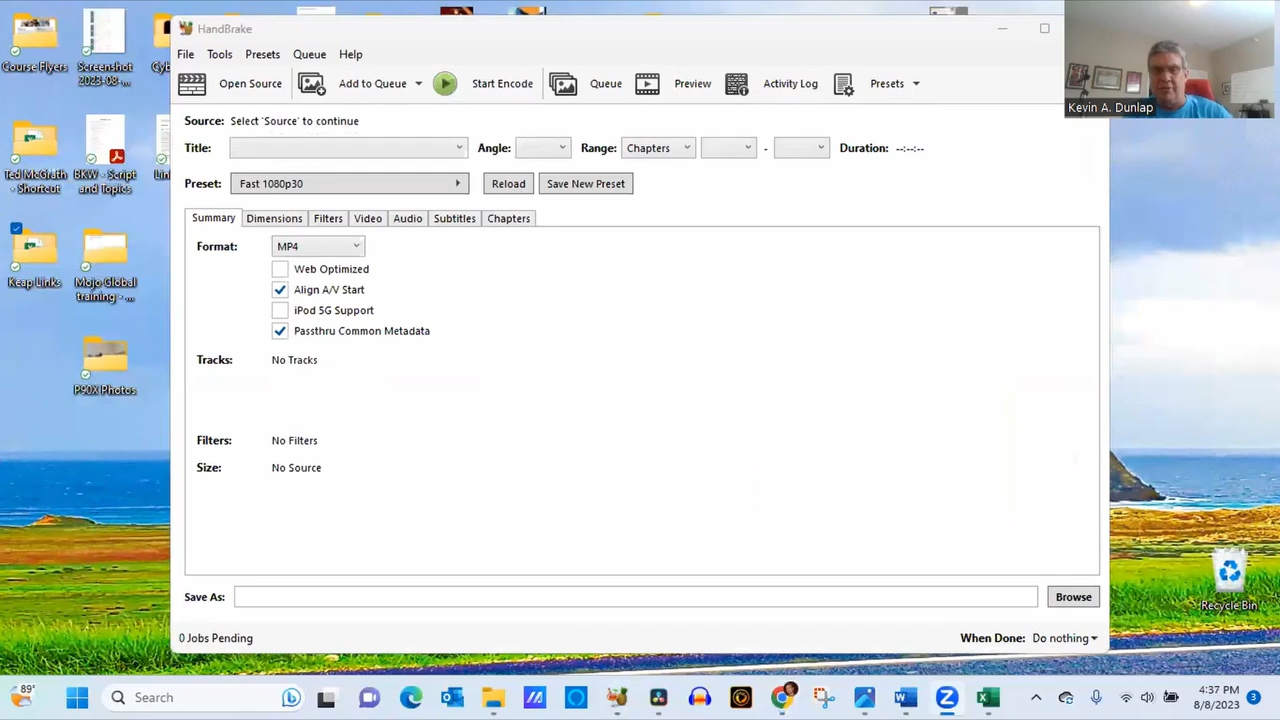 HandBrake
File Tools Presets Queue Help
Open Source Add to Queue Start Encode Queue Preview Activity Log Presets
Source: Select 'Source' to continue
Title: Angle: Range: Chapters - Duration: --:--:--
Preset: Fast 1080p30 Reload Save New Preset
Summary Dimensions Filters Video Audio Subtitles Chapters
Format: MP4
Web Optimized
Align A/V Start
iPod 5G Support
Passthru Common Metadata
Tracks: No Tracks
Filters: No Filters
Size: No Source
Save As: Browse
0 Jobs Pending When Done: Do nothing
Kevin A. Dunlap
Course Flyers
Screenshot
2023-08-...
Cyb
Ted McGrath
- Shortcut
BKW - Script
and Topics
Lin
Keap Links
Mojo Global
training - ...
P90X Photos
Recycle Bin
89°
Search
4:37 PM
8/8/2023
3